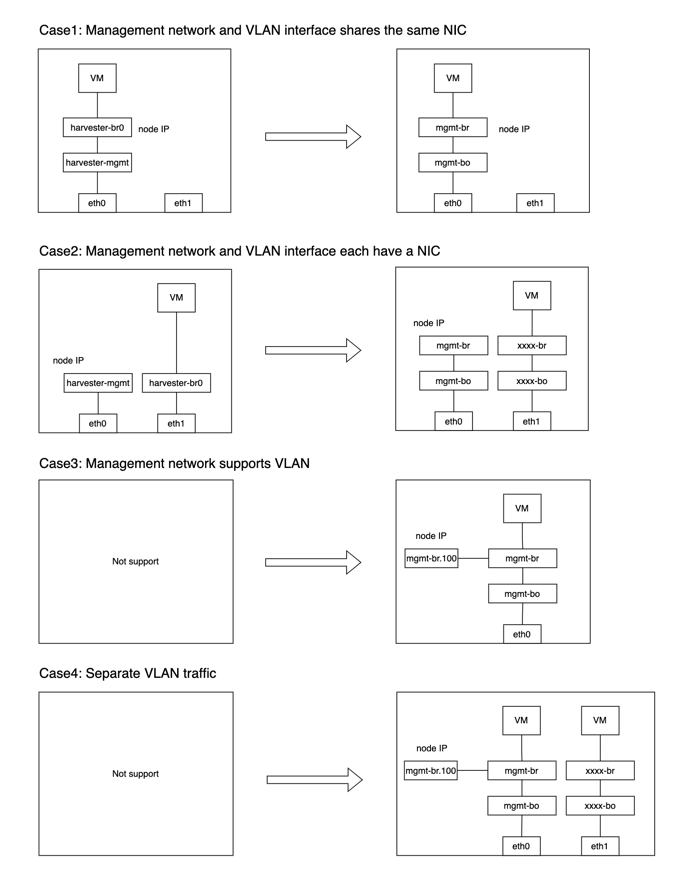 Case1: Management network and VLAN interface shares the same NIC
VM
harvester-br0
node IP
harvester-mgmt
eth0
eth1
VM
mgmt-br
node IP
mgmt-bo
eth0
eth1
Case2: Management network and VLAN interface each have a NIC
VM
node IP
harvester-mgmt
harvester-br0
eth0
eth1
VM
node IP
mgmt-br
xxxx-br
mgmt-bo
xxxx-bo
eth0
eth1
Case3: Management network supports VLAN
Not support
VM
node IP
mgmt-br.100
mgmt-br
mgmt-bo
eth0
Case4: Separate VLAN traffic
Not support
VM
VM
node IP
mgmt-br.100
mgmt-br
xxxx-br
mgmt-bo
xxxx-bo
eth0
eth1